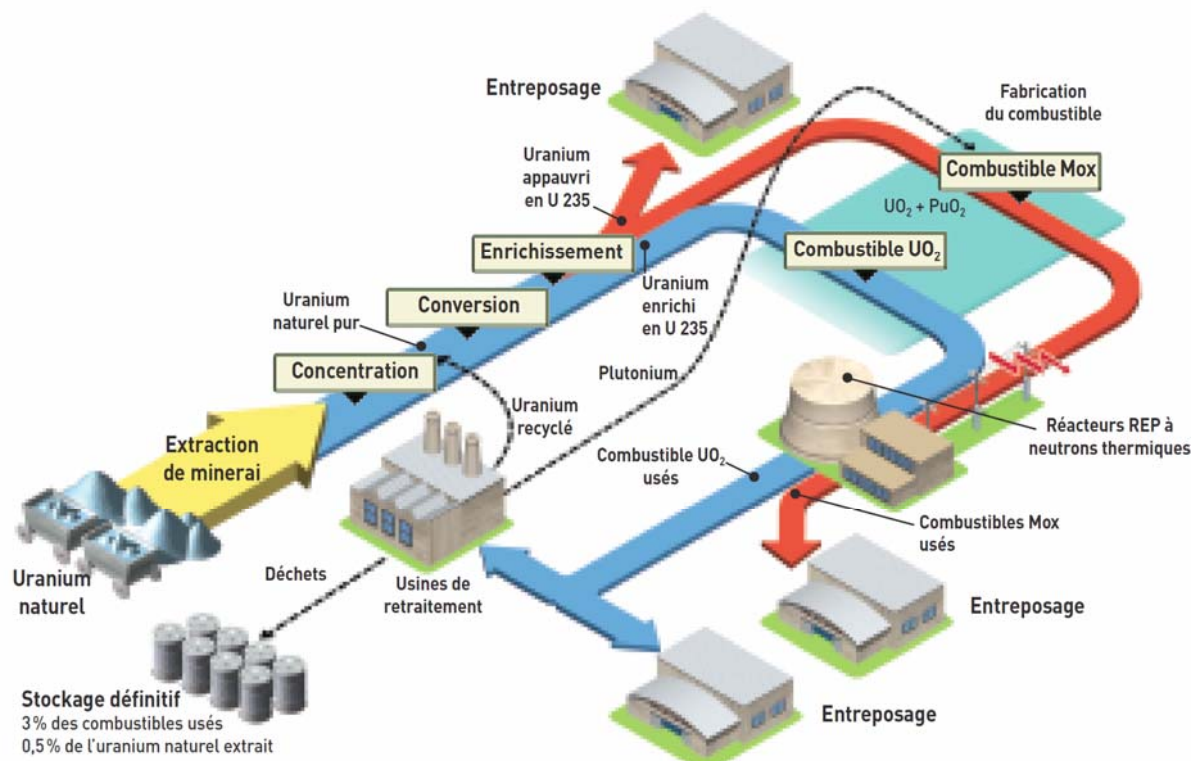 Entreposage
Fabrication
du combustible
Uranium
appauvri
en U 235
Combustible Mox
UO₂ + PuO₂
Enrichissement
Combustible UO₂
Uranium
enrichi
en U 235
Conversion
Uranium
naturel pur
Concentration
Plutonium
Uranium
recyclé
Extraction
de minerai
Réacteurs REP à
neutrons thermiques
Combustible UO₂
usés
Combustibles Mox
usés
Uranium
naturel
Déchets
Usines de
retraitement
Entreposage
Stockage définitif
3 % des combustibles usés
0,5 % de l'uranium naturel extrait
Entreposage